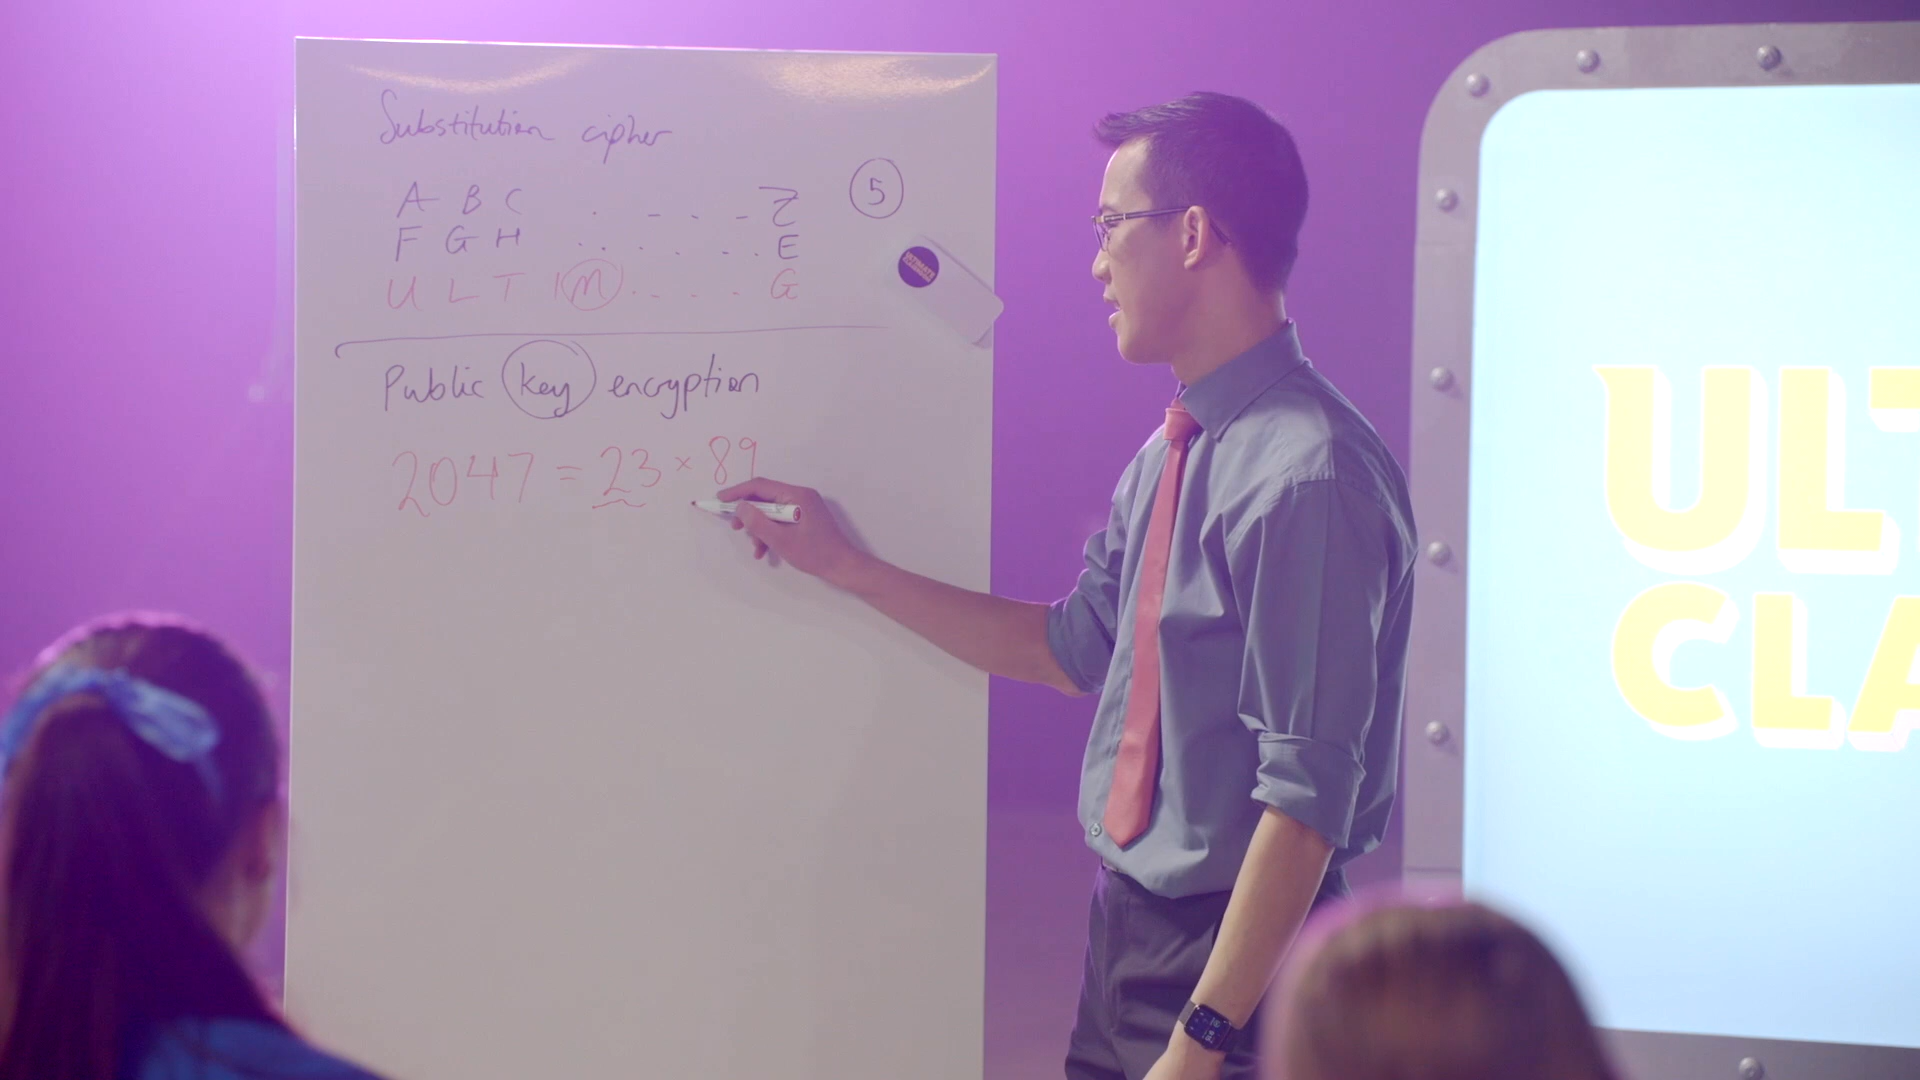 Substitution cipher
A B C . - . . - Z
5
F G H . . . . - . . E
U L T I M . - . . - G
Public key encryption
2047 = 23 × 89
ULT
CLA